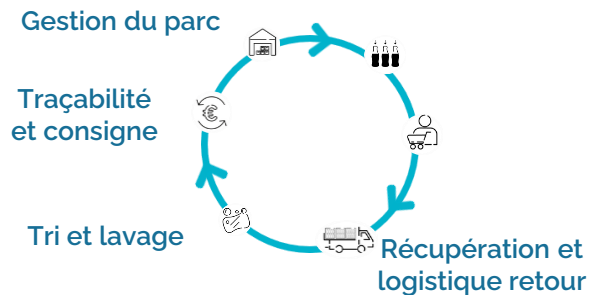 Gestion du parc
Traçabilité
et consigne
€
Tri et lavage
Récupération et
logistique retour